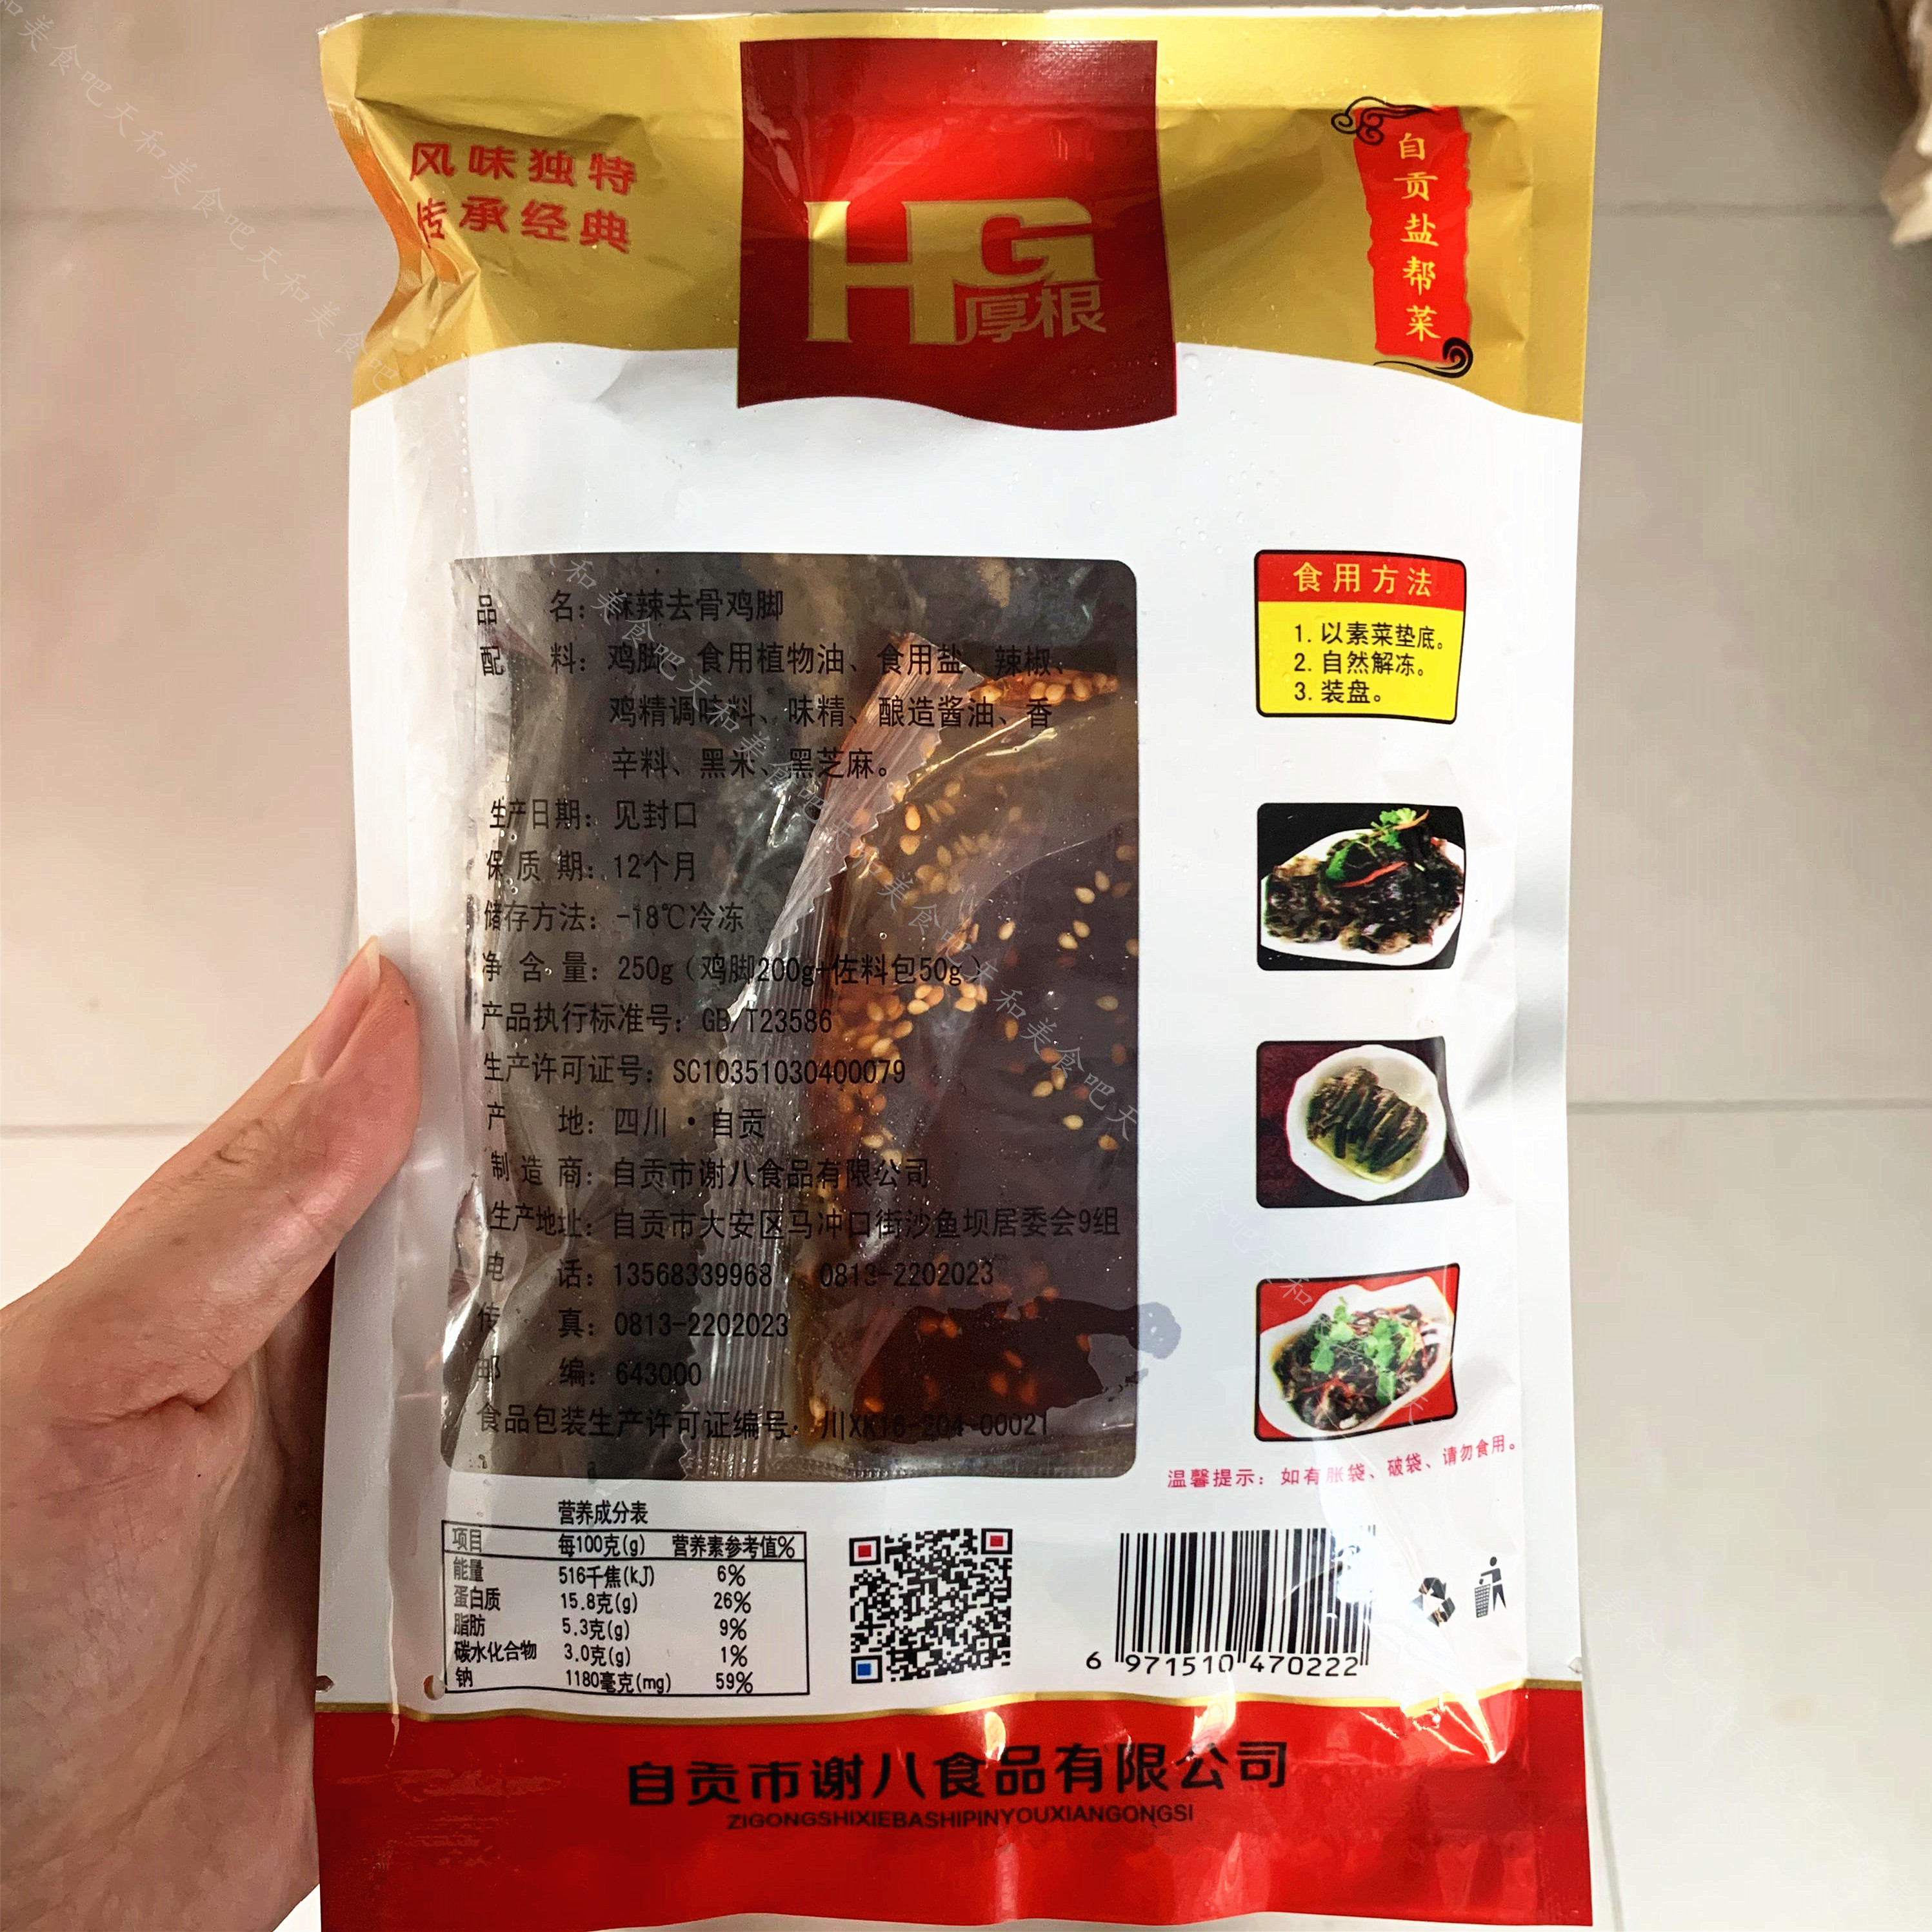 风味独特
传承经典
HG
厚根
自贡盐帮菜
品 名：麻辣去骨鸡脚
配 料：鸡脚、食用植物油、食用盐、辣椒、
鸡精调味料、味精、酿造酱油、香
辛料、黑米、黑芝麻。
生产日期：见封口
保质期：12个月
储存方法：-18℃冷冻
净含量：250g（鸡脚200g+佐料包50g）
产品执行标准号：GB/T23586
生产许可证号：SC10351030400079
产 地：四川·自贡
制造商：自贡市谢八食品有限公司
生产地址：自贡市大安区马冲口街沙鱼坝居委会9组
电 话：13568339968 0813-2202023
传 真：0813-2202023
邮 编：643000
食品包装生产许可证编号：川XK16-204-00021
食用方法
1.以素菜垫底。
2.自然解冻。
3.装盘。
温馨提示：如有胀袋、破袋、请勿食用。
营养成分表
项目 每100克(g) 营养素参考值%
能量 516千焦(kJ) 6%
蛋白质 15.8克(g) 26%
脂肪 5.3克(g) 9%
碳水化合物 3.0克(g) 1%
钠 1180毫克(mg) 59%
6 971510 470222
自贡市谢八食品有限公司
ZIGONGSHIXIEBASHIPINYOUXIANGONGSI
天和美食吧天和美食吧天和美食吧